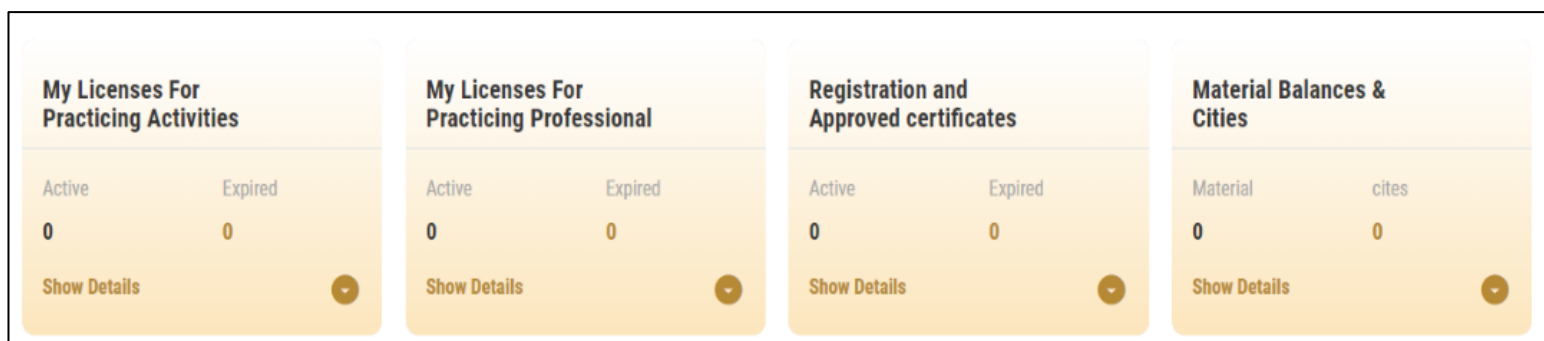 My Licenses For
Practicing Activities
Active Expired
0 0
Show Details
My Licenses For
Practicing Professional
Active Expired
0 0
Show Details
Registration and
Approved certificates
Active Expired
0 0
Show Details
Material Balances &
Cities
Material cites
0 0
Show Details